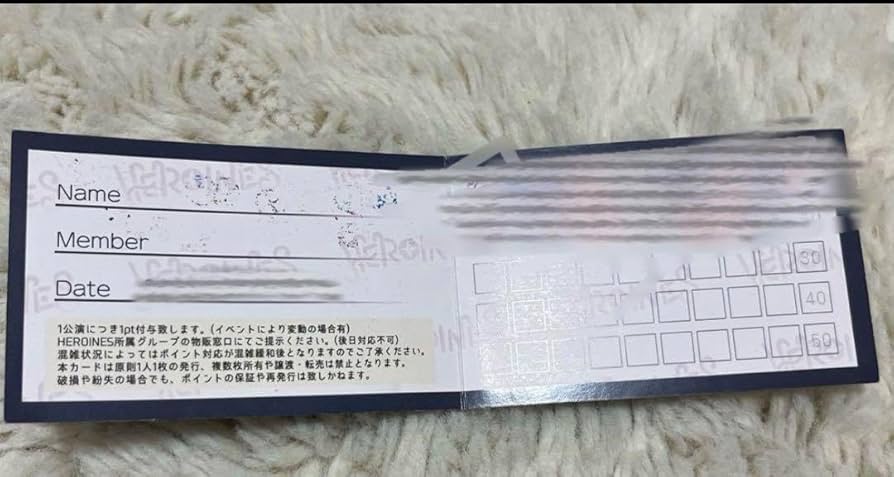 HEROINES
Name
Member
Date
1公演につき1pt付与致します。(イベントにより変動の場合有)
HEROINES所属グループの物販窓口にてご提示ください。(後日対応不可)
混雑状況によってはポイント対応が混雑緩和後となりますのでご了承ください。
本カードは原則1人1枚の発行、複数枚所有や譲渡・転売は禁止となります。
破損や紛失の場合でも、ポイントの保証や再発行は致しかねます。
30
40
50